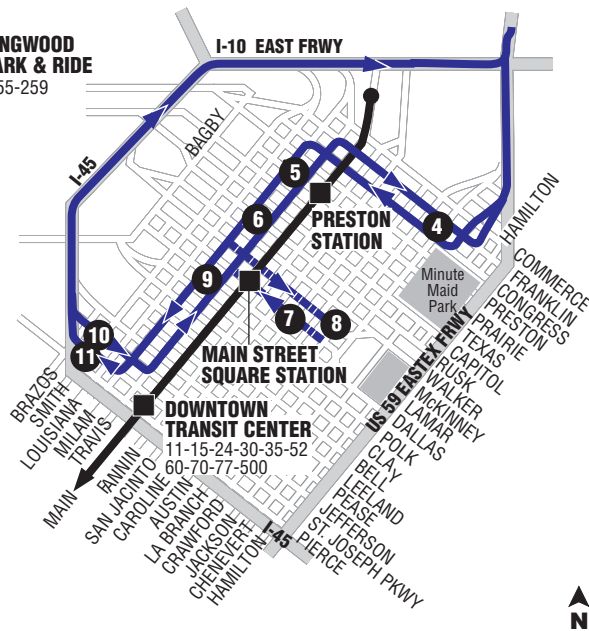 NGWOOD
ARK & RIDE
55-259
I-10 EAST FRWY
I-45
BAGBY
5
6
4
9
8
7
10
11
PRESTON
STATION
Minute
Maid
Park
HAMILTON
COMMERCE
FRANKLIN
CONGRESS
PRESTON
PRAIRIE
TEXAS
CAPITOL
RUSK
WALKER
McKINNEY
LAMAR
DALLAS
POLK
CLAY
BELL
LEELAND
PEASE
JEFFERSON
ST. JOSEPH PKWY
PIERCE
US 59 EASTEX FRWY
MAIN STREET
SQUARE STATION
DOWNTOWN
TRANSIT CENTER
11-15-24-30-35-52
60-70-77-500
BRAZOS
SMITH
LOUISIANA
MILAM
TRAVIS
MAIN
FANNIN
SAN JACINTO
CAROLINE
AUSTIN
LA BRANCH
CRAWFORD
JACKSON
CHENEVERT
HAMILTON
I-45
N